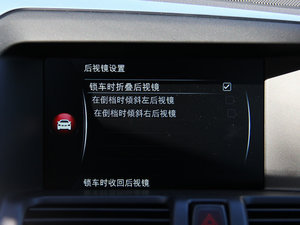 后视镜设置
锁车时折叠后视镜
在倒档时倾斜左后视镜
在倒档时倾斜右后视镜
锁车时收回后视镜